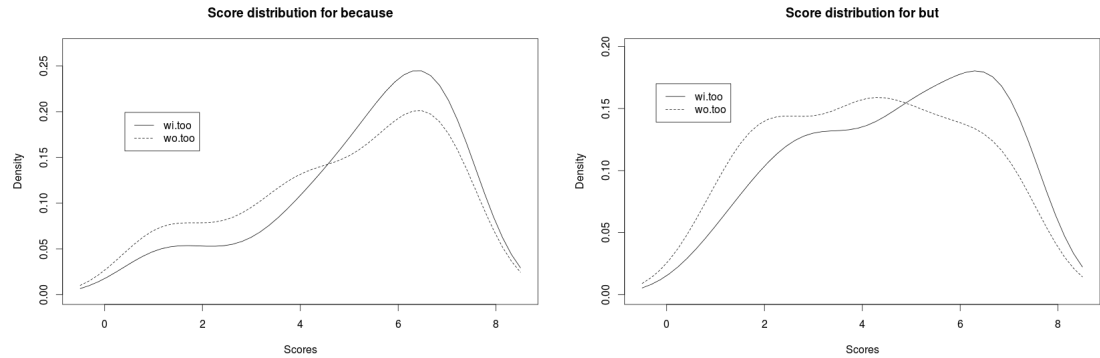 Score distribution for because
Density
0.00
0.05
0.10
0.15
0.20
0.25
wi.too
wo.too
0 2 4 6 8
Scores
Score distribution for but
Density
0.00
0.05
0.10
0.15
0.20
wi.too
wo.too
0 2 4 6 8
Scores